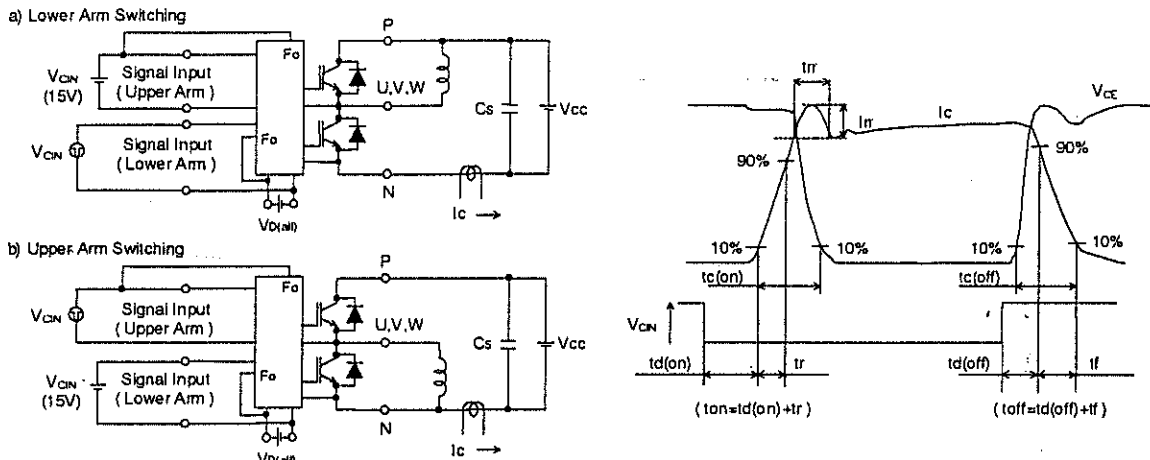 a) Lower Arm Switching
P
Fo
VCIN
(15V)
Signal Input
( Upper Arm )
U,V,W
Cs
Vcc
VCIN
Signal Input
( Lower Arm )
Fo
N
Ic
VD(all)
b) Upper Arm Switching
P
Fo
VCIN
Signal Input
( Upper Arm )
U,V,W
Cs
Vcc
VCIN
(15V)
Signal Input
( Lower Arm )
Fo
N
Ic
VD(all)
trr
Irr
Ic
VCE
90%
90%
10%
10%
10%
10%
tc(on)
tc(off)
VCIN
td(on)
tr
td(off)
tf
( ton=td(on)+tr)
( toff=td(off)+tf)